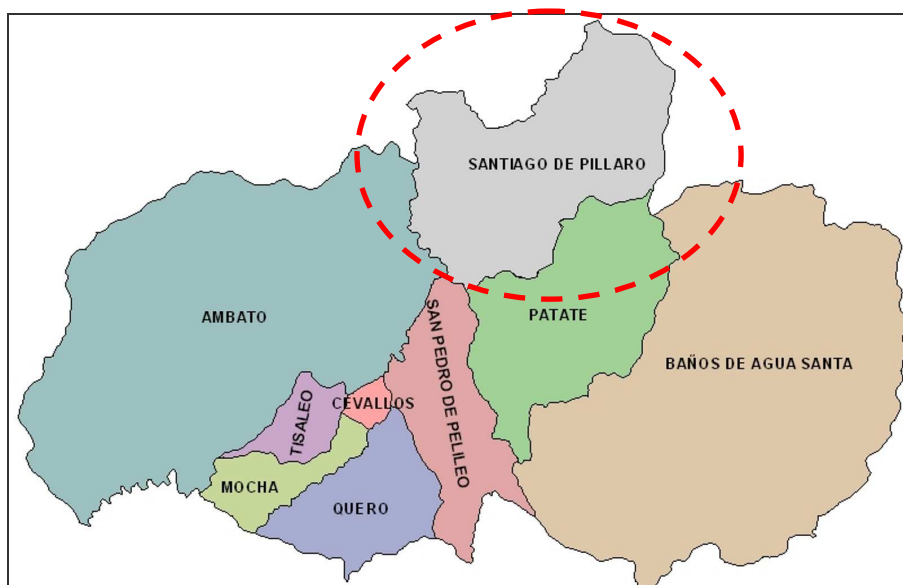 SANTIAGO DE PILLARO
AMBATO
SAN PEDRO DE PELILEO
PATATE
BAÑOS DE AGUA SANTA
TISALEO
CEVALLOS
MOCHA
QUERO